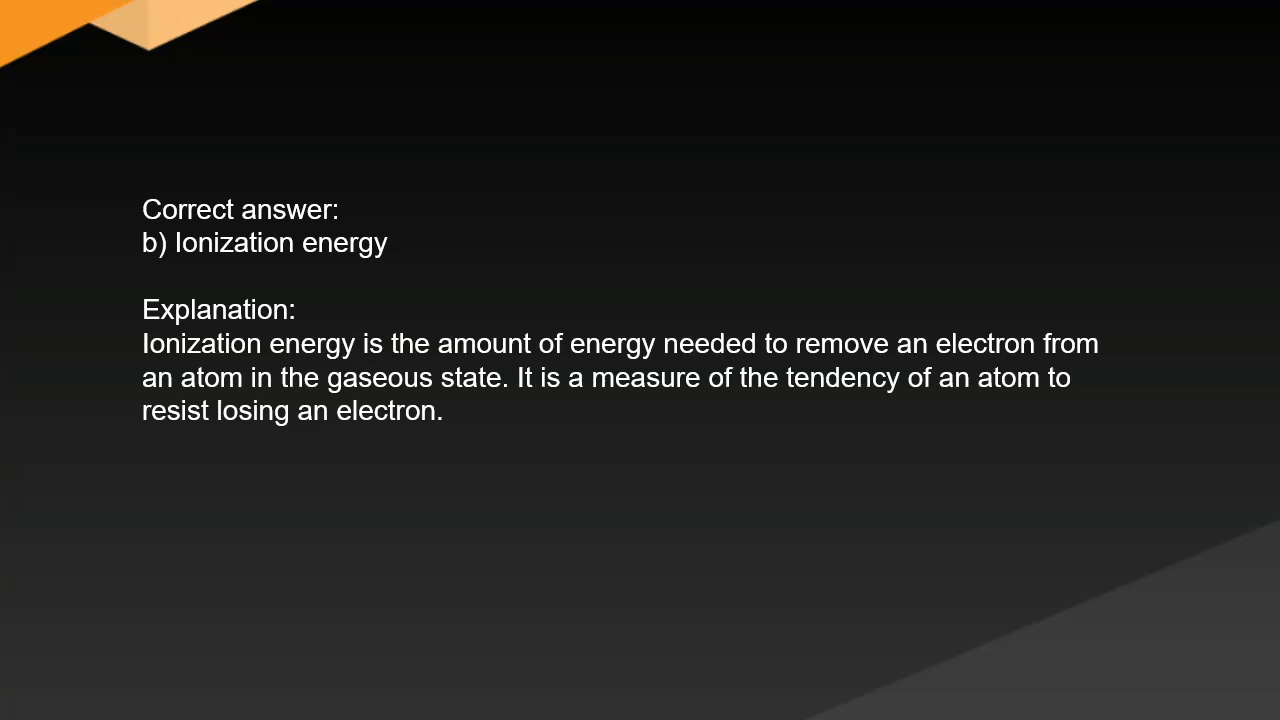 Correct answer:
b) Ionization energy
Explanation:
Ionization energy is the amount of energy needed to remove an electron from
an atom in the gaseous state. It is a measure of the tendency of an atom to
resist losing an electron.